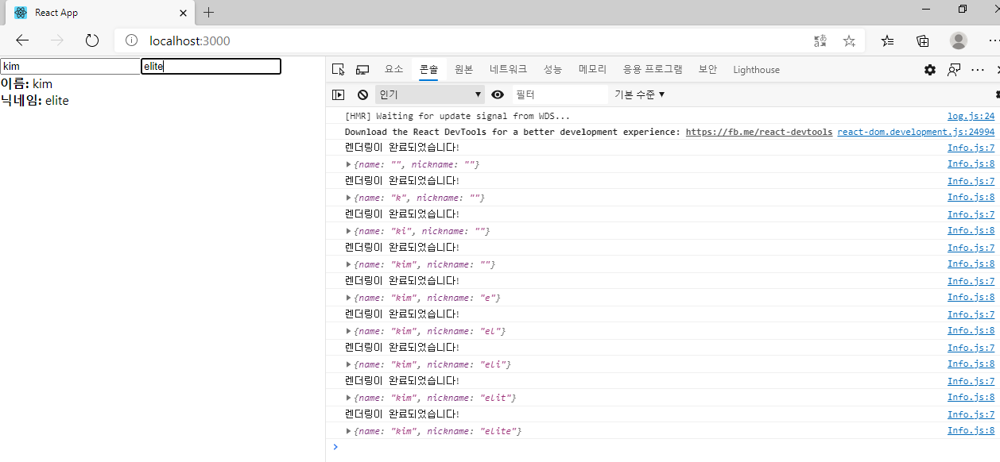 React App
localhost:3000
kim elite
이름: kim
닉네임: elite
요소 콘솔 원본 네트워크 성능 메모리 응용 프로그램 보안 Lighthouse
인기 필터 기본 수준
[HMR] Waiting for update signal from WDS... log.js:24
Download the React DevTools for a better development experience: https://fb.me/react-devtools react-dom.development.js:24994
렌더링이 완료되었습니다! Info.js:7
{name: "", nickname: ""} Info.js:8
렌더링이 완료되었습니다! Info.js:7
{name: "k", nickname: ""} Info.js:8
렌더링이 완료되었습니다! Info.js:7
{name: "ki", nickname: ""} Info.js:8
렌더링이 완료되었습니다! Info.js:7
{name: "kim", nickname: ""} Info.js:8
렌더링이 완료되었습니다! Info.js:7
{name: "kim", nickname: "e"} Info.js:8
렌더링이 완료되었습니다! Info.js:7
{name: "kim", nickname: "el"} Info.js:8
렌더링이 완료되었습니다! Info.js:7
{name: "kim", nickname: "eli"} Info.js:8
렌더링이 완료되었습니다! Info.js:7
{name: "kim", nickname: "elit"} Info.js:8
렌더링이 완료되었습니다! Info.js:7
{name: "kim", nickname: "elite"} Info.js:8